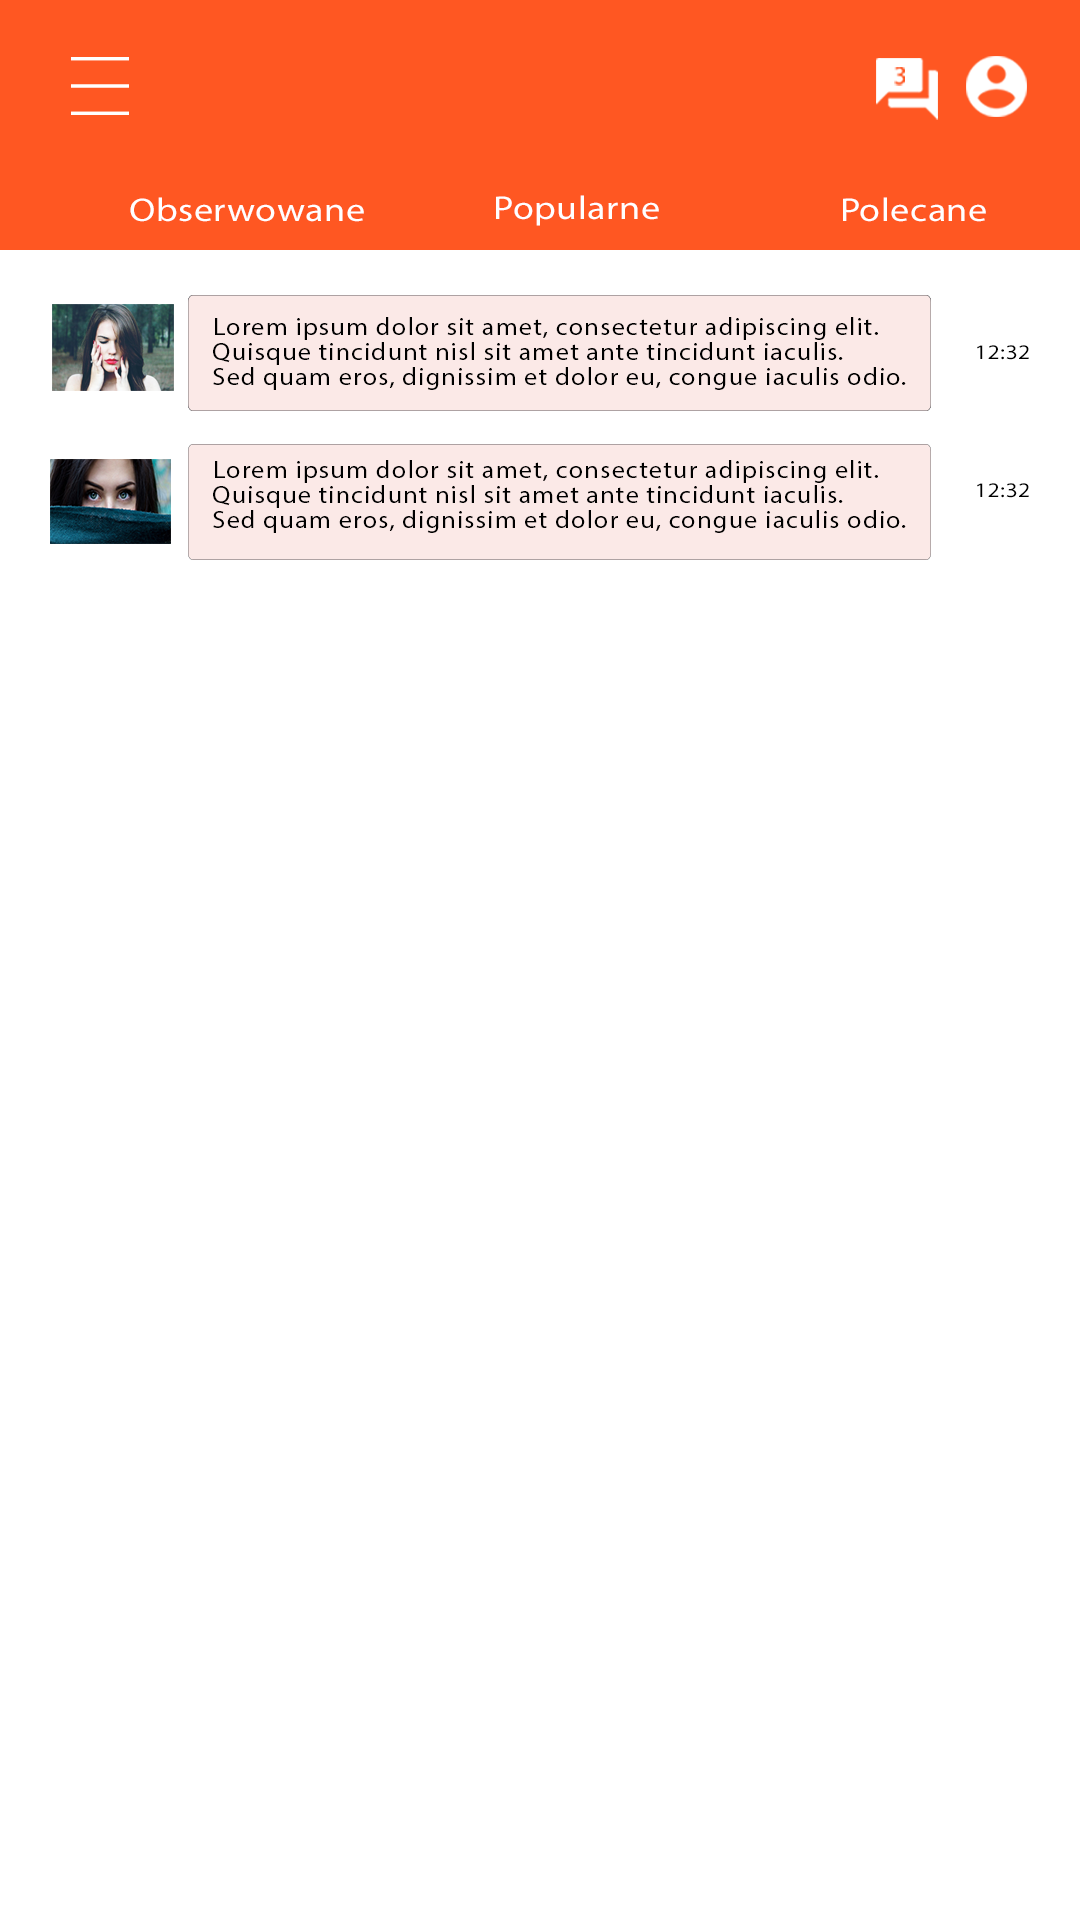 3
Obserwowane Popularne Polecane
Lorem ipsum dolor sit amet, consectetur adipiscing elit.
Quisque tincidunt nisl sit amet ante tincidunt iaculis.
Sed quam eros, dignissim et dolor eu, congue iaculis odio.
12:32
Lorem ipsum dolor sit amet, consectetur adipiscing elit.
Quisque tincidunt nisl sit amet ante tincidunt iaculis.
Sed quam eros, dignissim et dolor eu, congue iaculis odio.
12:32